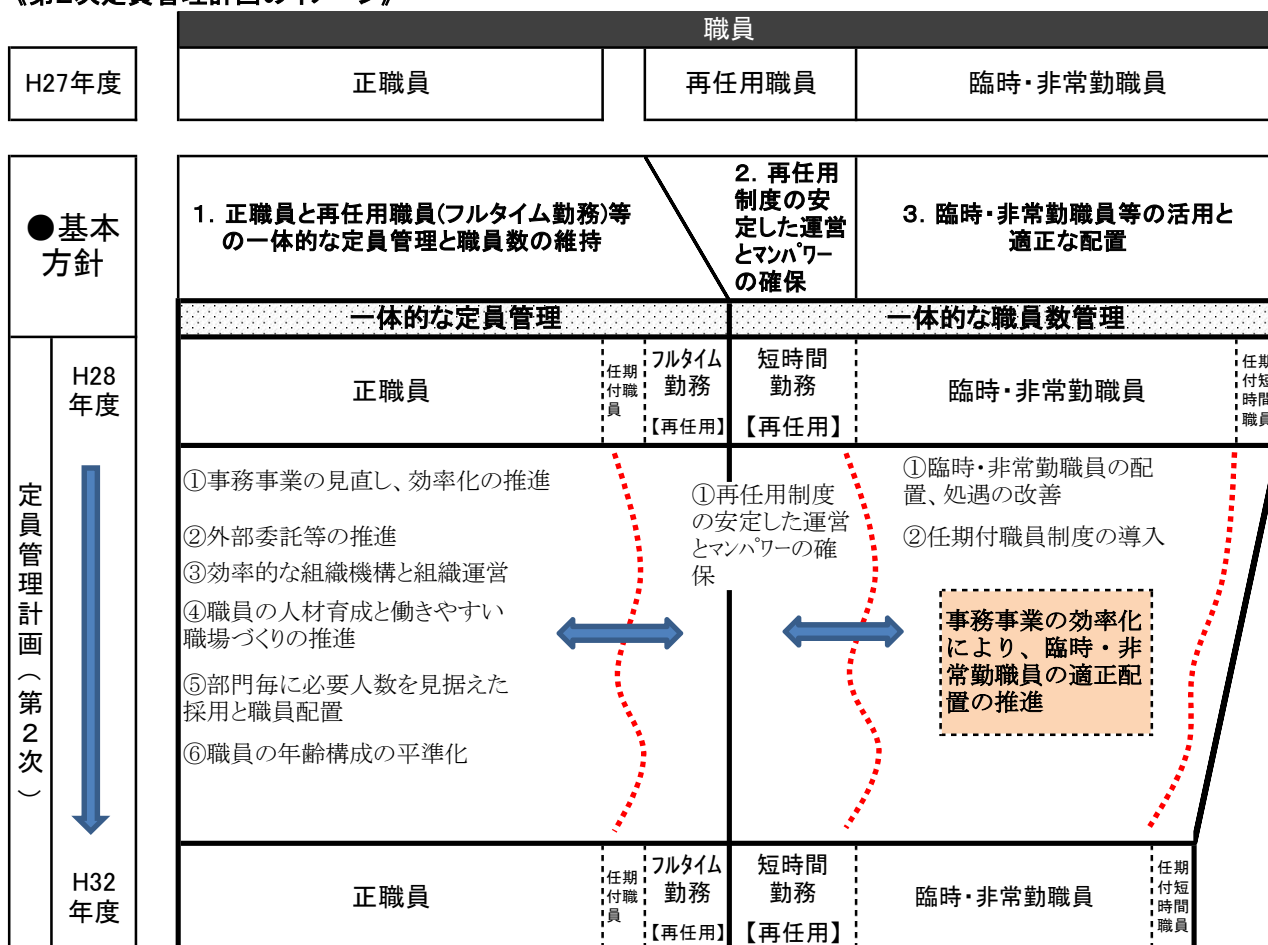 《第2次定員管理計画のイメージ》
職員
H27年度
正職員
再任用職員
臨時・非常勤職員
●基本
方針
1．正職員と再任用職員(フルタイム勤務)等
の一体的な定員管理と職員数の維持
2．再任用
制度の安
定した運営
とマンパワー
の確保
3．臨時・非常勤職員等の活用と
適正な配置
一体的な定員管理
一体的な職員数管理
定員管理計画（第２次）
H28
年度
正職員
任期
付職
員
フルタイム
勤務
【再任用】
短時間
勤務
【再任用】
臨時・非常勤職員
任期
付短
時間
職員
①事務事業の見直し、効率化の推進
②外部委託等の推進
③効率的な組織機構と組織運営
④職員の人材育成と働きやすい
職場づくりの推進
⑤部門毎に必要人数を見据えた
採用と職員配置
⑥職員の年齢構成の平準化
①再任用制度
の安定した運営
とマンパワーの確
保
①臨時・非常勤職員の配
置、処遇の改善
②任期付職員制度の導入
事務事業の効率化
により、臨時・非
常勤職員の適正配
置の推進
H32
年度
正職員
任期
付職
員
フルタイム
勤務
【再任用】
短時間
勤務
【再任用】
臨時・非常勤職員
任期
付短
時間
職員